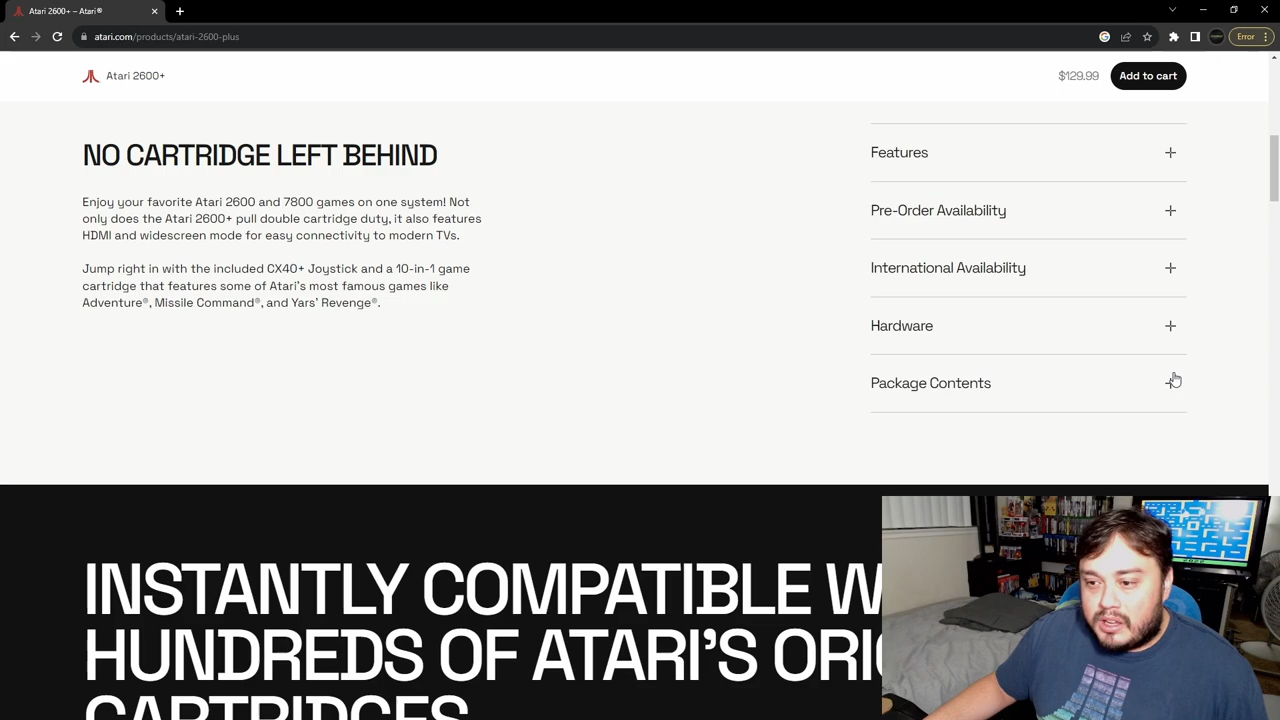 Atari 2600+ – Atari®
atari.com/products/atari-2600-plus
Error
Atari 2600+
$129.99
Add to cart
NO CARTRIDGE LEFT BEHIND
Enjoy your favorite Atari 2600 and 7800 games on one system! Not
only does the Atari 2600+ pull double cartridge duty, it also features
HDMI and widescreen mode for easy connectivity to modern TVs.
Jump right in with the included CX40+ Joystick and a 10-in-1 game
cartridge that features some of Atari's most famous games like
Adventure®, Missile Command®, and Yars' Revenge®.
Features
Pre-Order Availability
International Availability
Hardware
Package Contents
INSTANTLY COMPATIBLE W
HUNDREDS OF ATARI'S ORI
CARTRIDGES